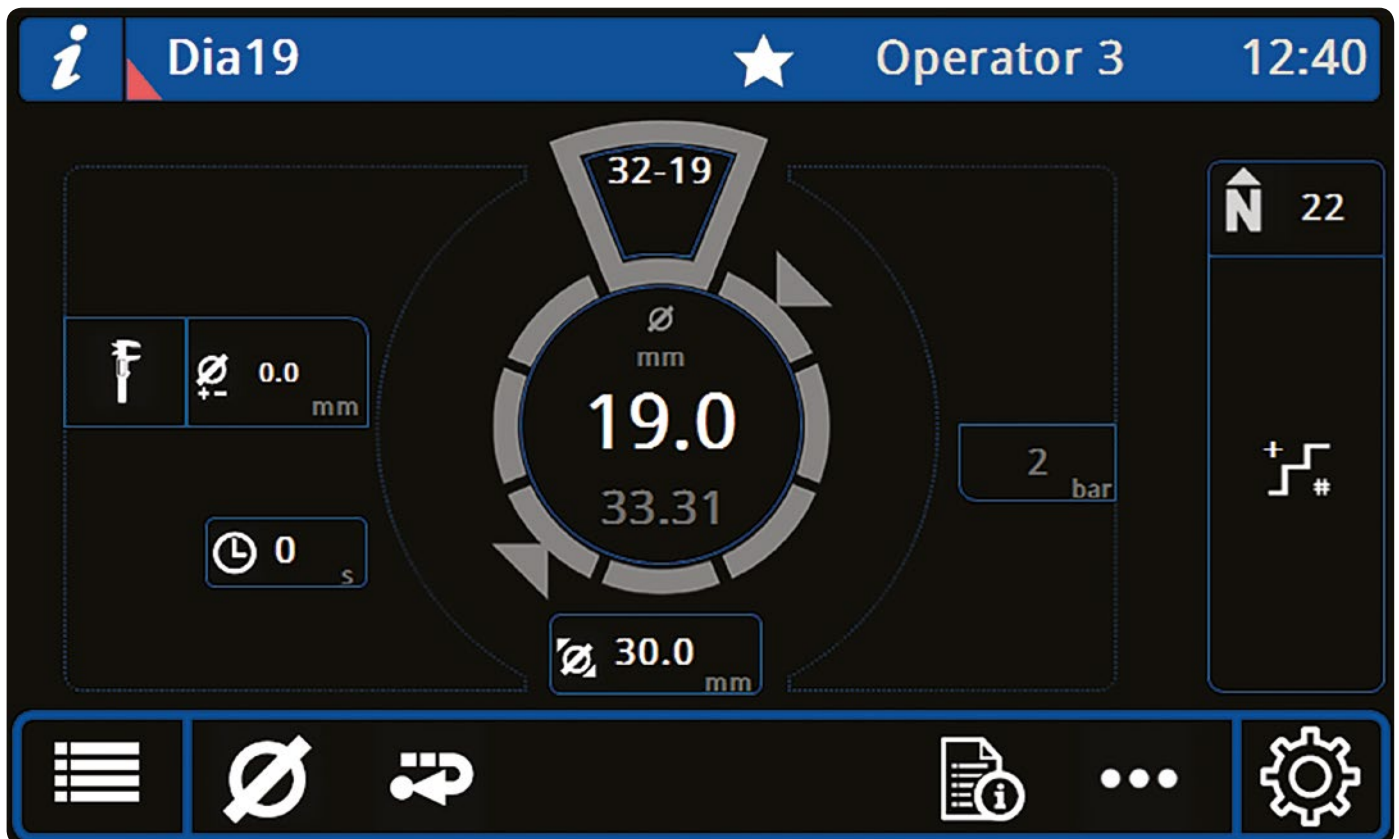 i Dia19 Operator 3 12:40
32-19
N 22
Ø
mm
19.0
33.31
Ø +- 0.0 mm
2 bar
0 s
Ø 30.0 mm
+ #
Ø
i